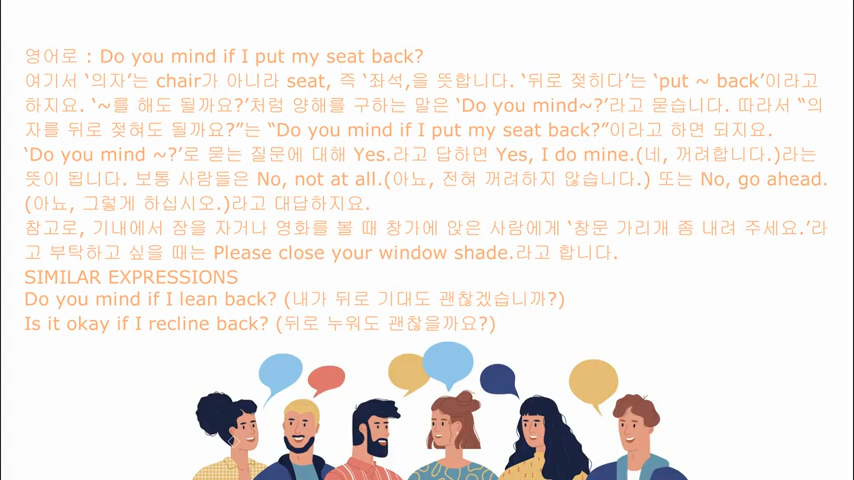 영어로 : Do you mind if I put my seat back?
여기서 ‘의자’는 chair가 아니라 seat, 즉 ‘좌석,을 뜻합니다. ‘뒤로 젖히다’는 ‘put ~ back’이라고
하지요. ‘~를 해도 될까요?’처럼 양해를 구하는 말은 ‘Do you mind~?’라고 묻습니다. 따라서 “의
자를 뒤로 젖혀도 될까요?”는 “Do you mind if I put my seat back?”이라고 하면 되지요.
‘Do you mind ~?’로 묻는 질문에 대해 Yes.라고 답하면 Yes, I do mine.(네, 꺼려합니다.)라는
뜻이 됩니다. 보통 사람들은 No, not at all.(아뇨, 전혀 꺼려하지 않습니다.) 또는 No, go ahead.
(아뇨, 그렇게 하십시오.)라고 대답하지요.
참고로, 기내에서 잠을 자거나 영화를 볼 때 창가에 앉은 사람에게 ‘창문 가리개 좀 내려 주세요.’라
고 부탁하고 싶을 때는 Please close your window shade.라고 합니다.
SIMILAR EXPRESSIONS
Do you mind if I lean back? (내가 뒤로 기대도 괜찮겠습니까?)
Is it okay if I recline back? (뒤로 누워도 괜찮을까요?)